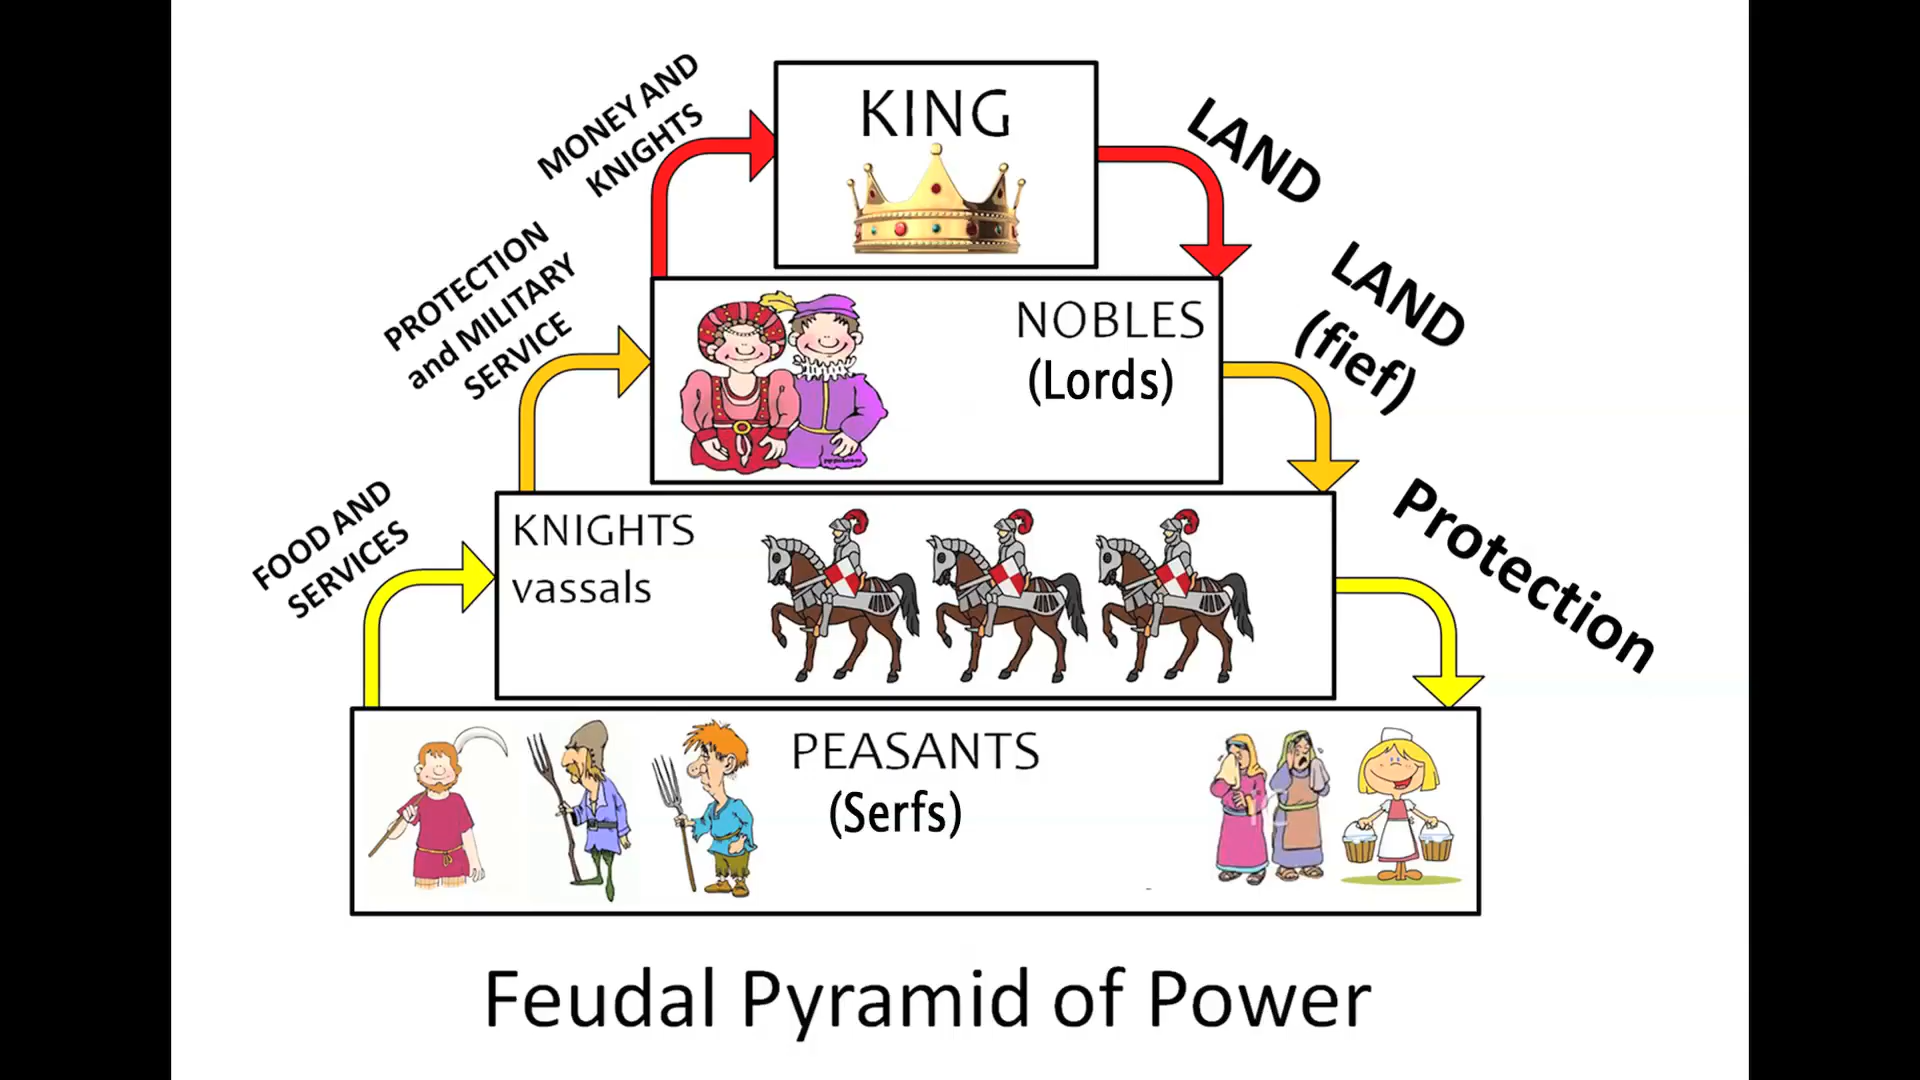 MONEY AND
KNIGHTS
KING
LAND
PROTECTION
and MILITARY
SERVICE
NOBLES
(Lords)
LAND
(fief)
FOOD AND
SERVICES
KNIGHTS
vassals
Protection
PEASANTS
(Serfs)
Feudal Pyramid of Power